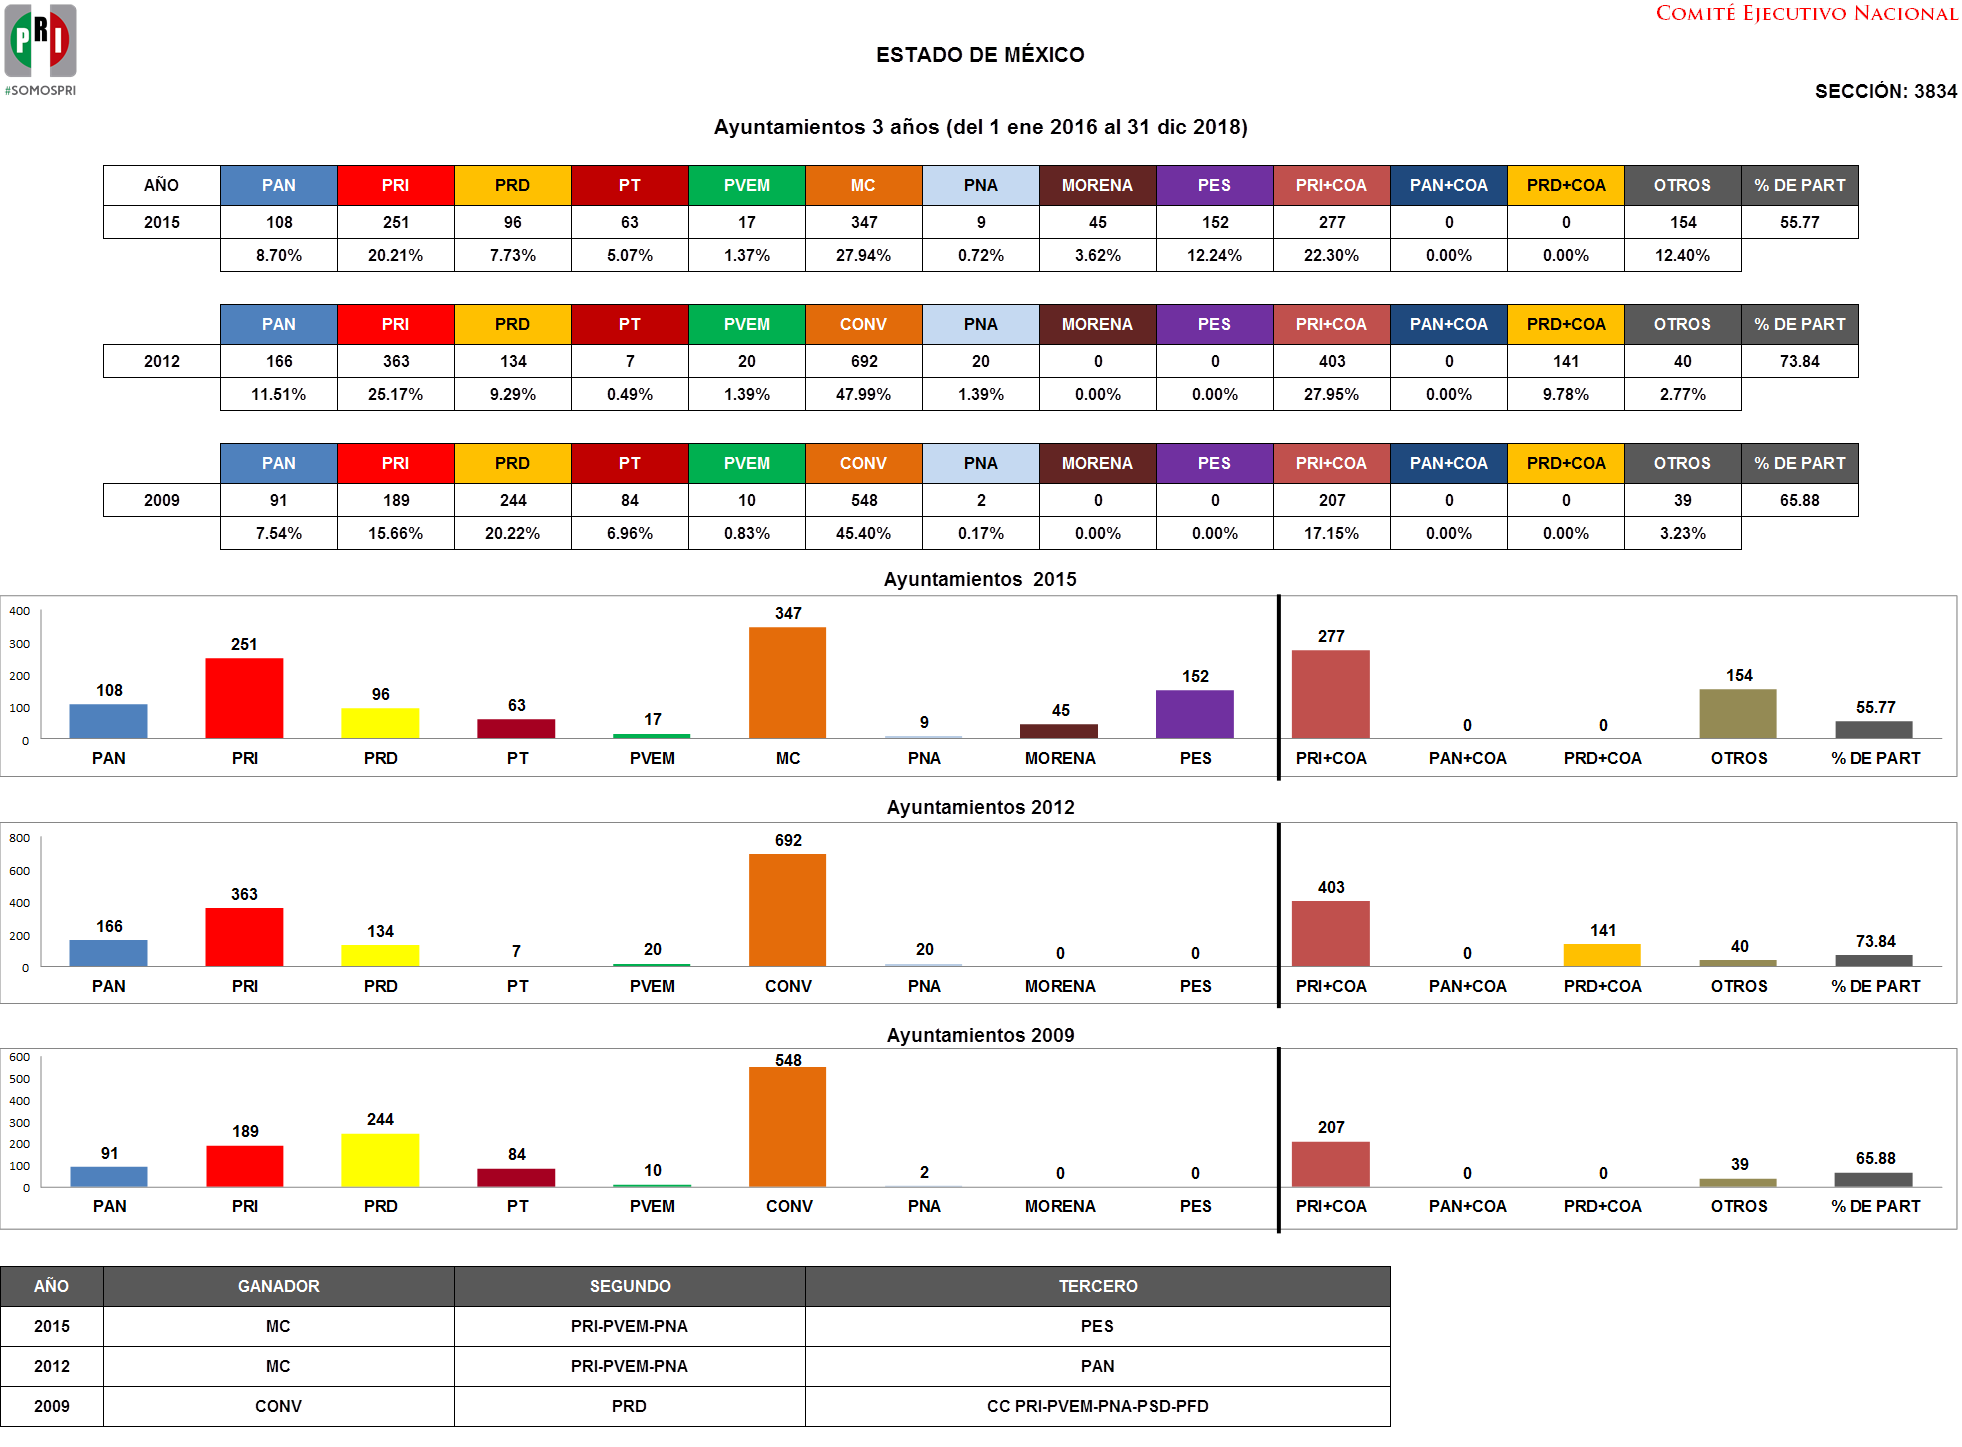 PRI
#SOMOSPRI
COMITÉ EJECUTIVO NACIONAL
ESTADO DE MÉXICO
SECCIÓN: 3834
Ayuntamientos 3 años (del 1 ene 2016 al 31 dic 2018)
AÑO PAN PRI PRD PT PVEM MC PNA MORENA PES PRI+COA PAN+COA PRD+COA OTROS % DE PART
2015 108 251 96 63 17 347 9 45 152 277 0 0 154 55.77
8.70% 20.21% 7.73% 5.07% 1.37% 27.94% 0.72% 3.62% 12.24% 22.30% 0.00% 0.00% 12.40%
PAN PRI PRD PT PVEM CONV PNA MORENA PES PRI+COA PAN+COA PRD+COA OTROS % DE PART
2012 166 363 134 7 20 692 20 0 0 403 0 141 40 73.84
11.51% 25.17% 9.29% 0.49% 1.39% 47.99% 1.39% 0.00% 0.00% 27.95% 0.00% 9.78% 2.77%
PAN PRI PRD PT PVEM CONV PNA MORENA PES PRI+COA PAN+COA PRD+COA OTROS % DE PART
2009 91 189 244 84 10 548 2 0 0 207 0 0 39 65.88
7.54% 15.66% 20.22% 6.96% 0.83% 45.40% 0.17% 0.00% 0.00% 17.15% 0.00% 0.00% 3.23%
Ayuntamientos 2015
400
300
200
100
0
108 251 96 63 17 347 9 45 152 277 0 0 154 55.77
PAN PRI PRD PT PVEM MC PNA MORENA PES PRI+COA PAN+COA PRD+COA OTROS % DE PART
Ayuntamientos 2012
800
600
400
200
0
166 363 134 7 20 692 20 0 0 403 0 141 40 73.84
PAN PRI PRD PT PVEM CONV PNA MORENA PES PRI+COA PAN+COA PRD+COA OTROS % DE PART
Ayuntamientos 2009
600
500
400
300
200
100
0
91 189 244 84 10 548 2 0 0 207 0 0 39 65.88
PAN PRI PRD PT PVEM CONV PNA MORENA PES PRI+COA PAN+COA PRD+COA OTROS % DE PART
AÑO GANADOR SEGUNDO TERCERO
2015 MC PRI-PVEM-PNA PES
2012 MC PRI-PVEM-PNA PAN
2009 CONV PRD CC PRI-PVEM-PNA-PSD-PFD